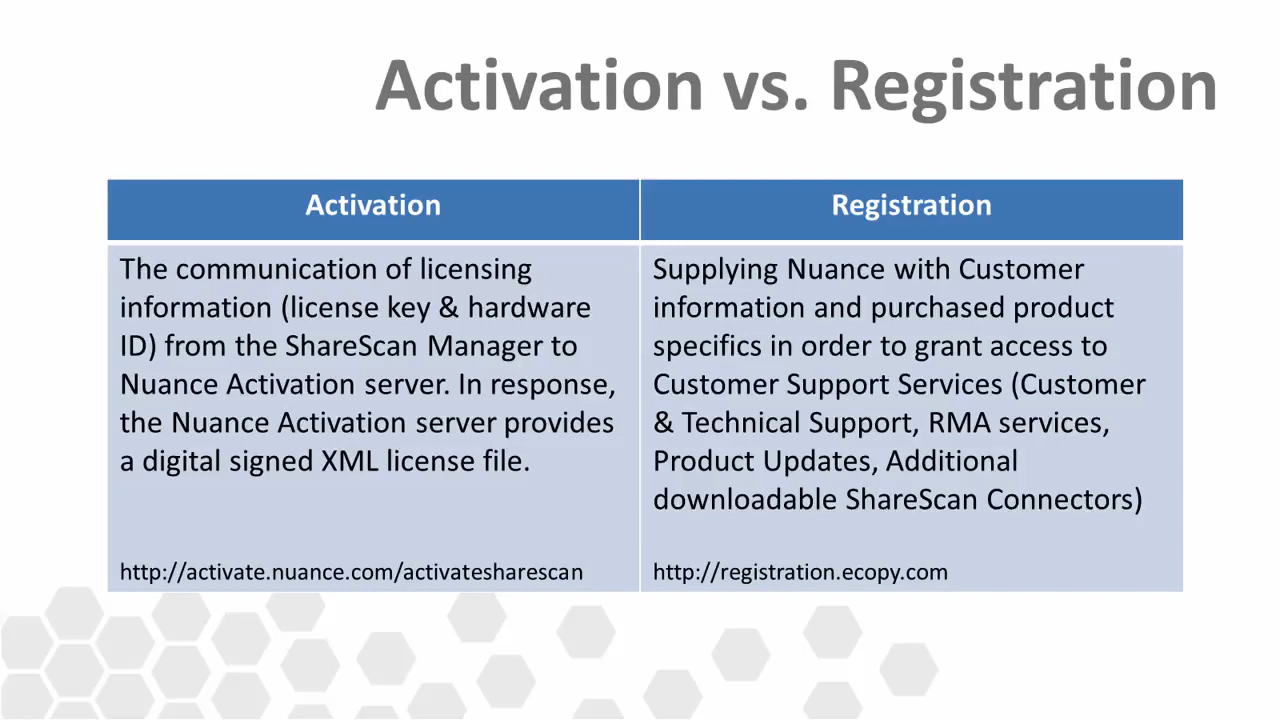 Activation vs. Registration
Activation
The communication of licensing
information (license key & hardware
ID) from the ShareScan Manager to
Nuance Activation server. In response,
the Nuance Activation server provides
a digital signed XML license file.
http://activate.nuance.com/activatesharescan
Registration
Supplying Nuance with Customer
information and purchased product
specifics in order to grant access to
Customer Support Services (Customer
& Technical Support, RMA services,
Product Updates, Additional
downloadable ShareScan Connectors)
http://registration.ecopy.com